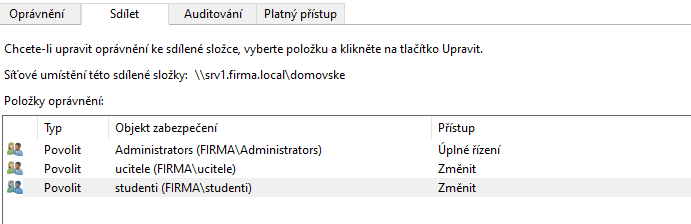 Oprávnění Sdílet Auditování Platný přístup
Chcete-li upravit oprávnění ke sdílené složce, vyberte položku a klikněte na tlačítko Upravit.
Síťové umístění této sdílené složky: \\srv1.firma.local\domovske
Položky oprávnění:
Typ Objekt zabezpečení Přístup
Povolit Administrators (FIRMA\Administrators) Úplné řízení
Povolit ucitele (FIRMA\ucitele) Změnit
Povolit studenti (FIRMA\studenti) Změnit